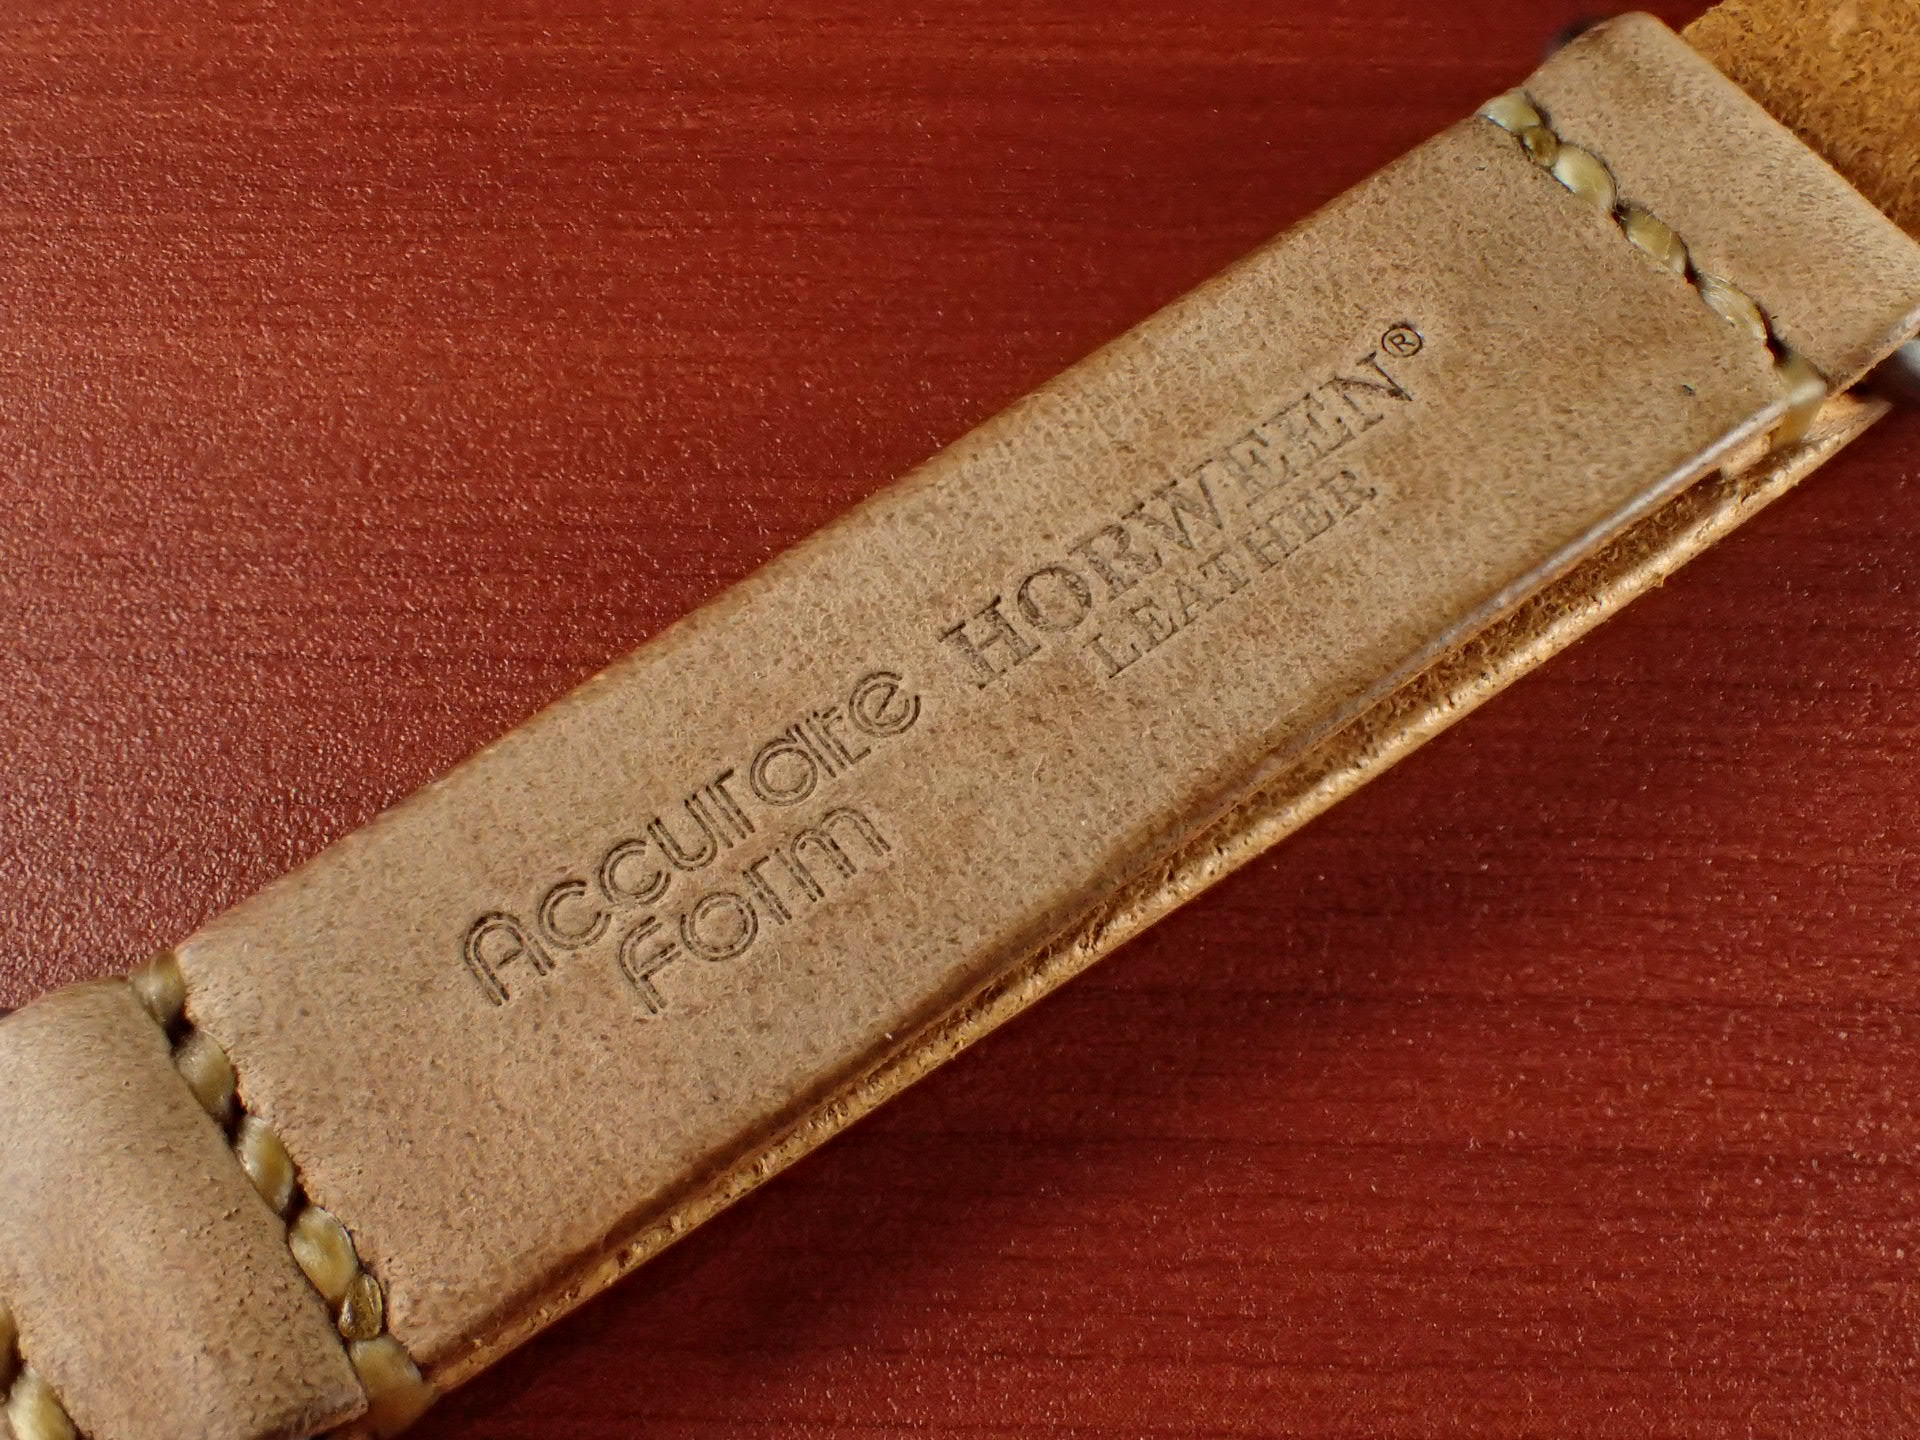 Accurate
Form
HORWEEN®
LEATHER